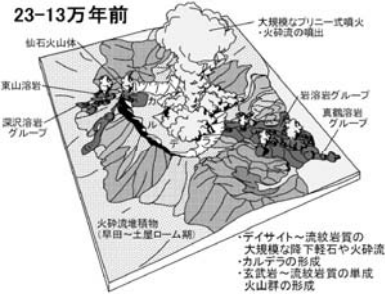 23-13万年前
大規模なプリニー式噴火
・火砕流の噴出
仙石火山体
東山溶岩
深沢溶岩
グループ
カルデラ
岩溶岩グループ
真鶴溶岩
グループ
火砕流堆積物
(早田~土屋ローム期)
・デイサイト~流紋岩質の
大規模な降下軽石や火砕流
・カルデラの形成
・玄武岩~流紋岩質の単成
火山群の形成